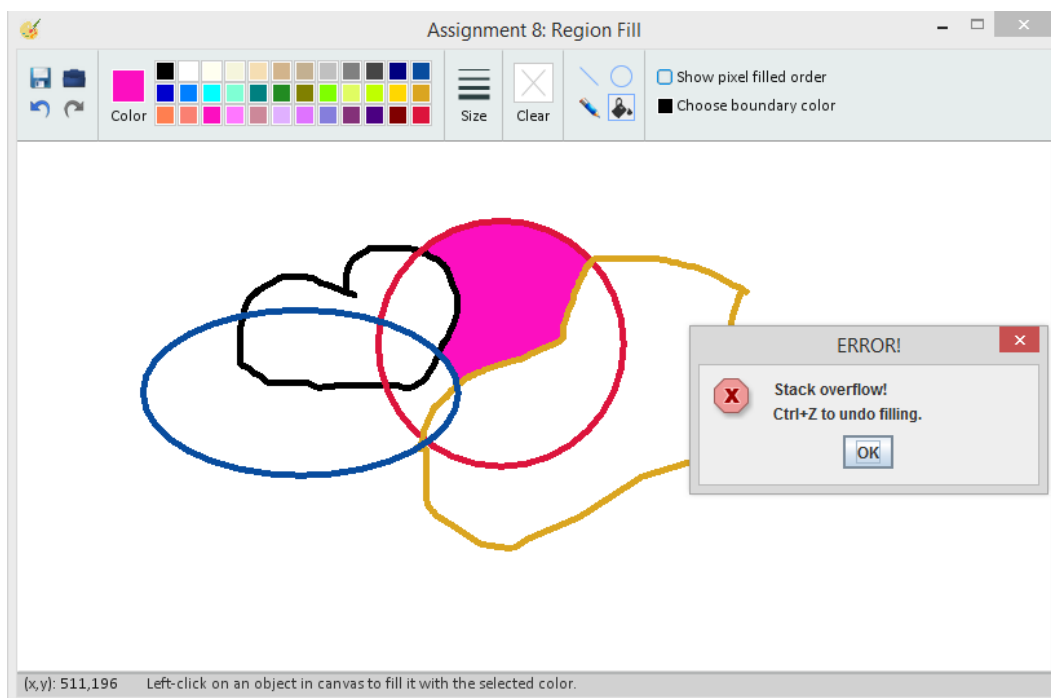 Assignment 8: Region Fill
Color
Size
Clear
Show pixel filled order
Choose boundary color
ERROR!
Stack overflow!
Ctrl+Z to undo filling.
OK
(x,y): 511,196 Left-click on an object in canvas to fill it with the selected color.